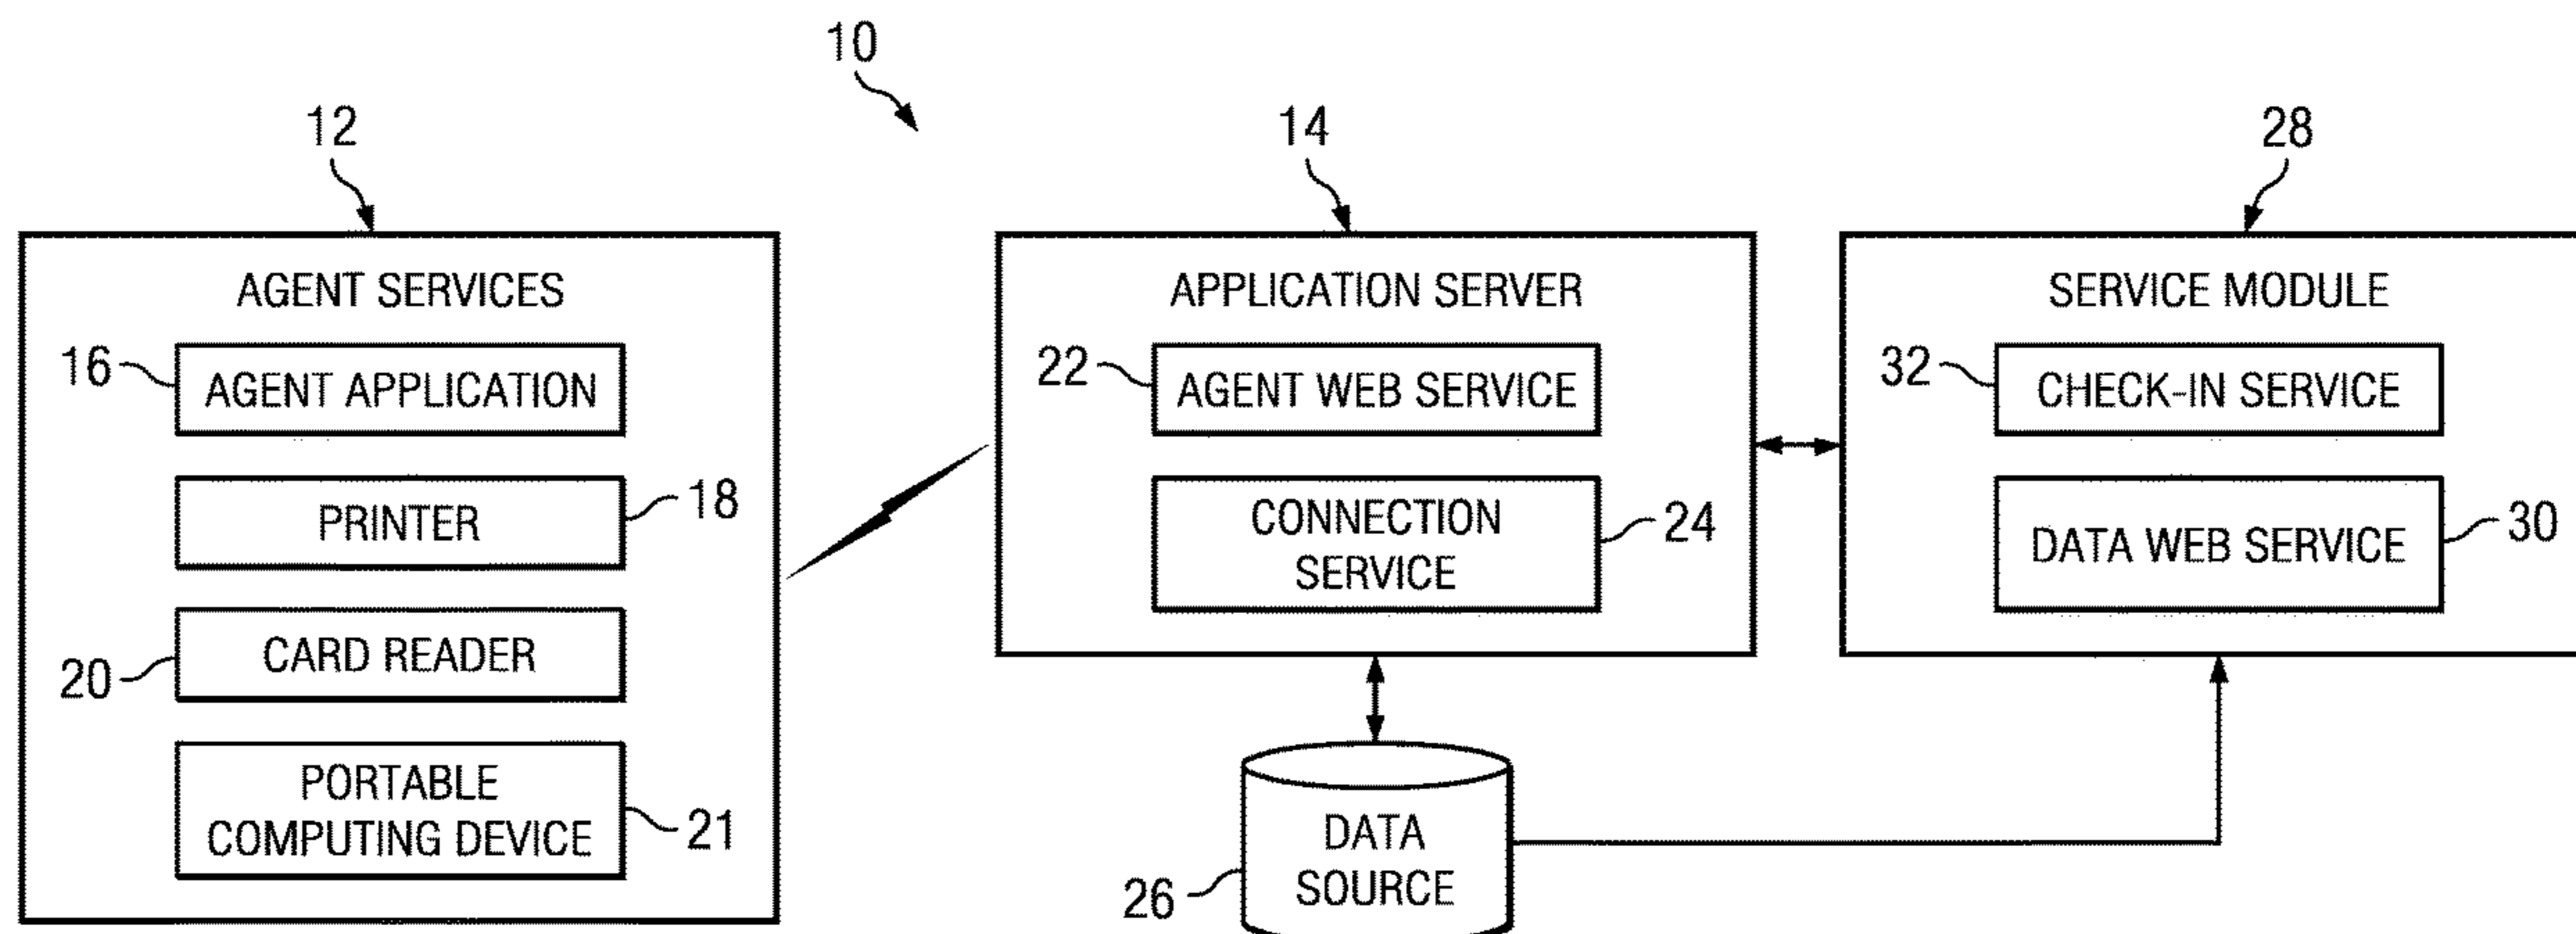 10
12
14
28
AGENT SERVICES
16
AGENT APPLICATION
PRINTER
18
CARD READER
20
PORTABLE
COMPUTING DEVICE
21
APPLICATION SERVER
22
AGENT WEB SERVICE
CONNECTION
SERVICE
24
SERVICE MODULE
32
CHECK-IN SERVICE
DATA WEB SERVICE
30
DATA
SOURCE
26